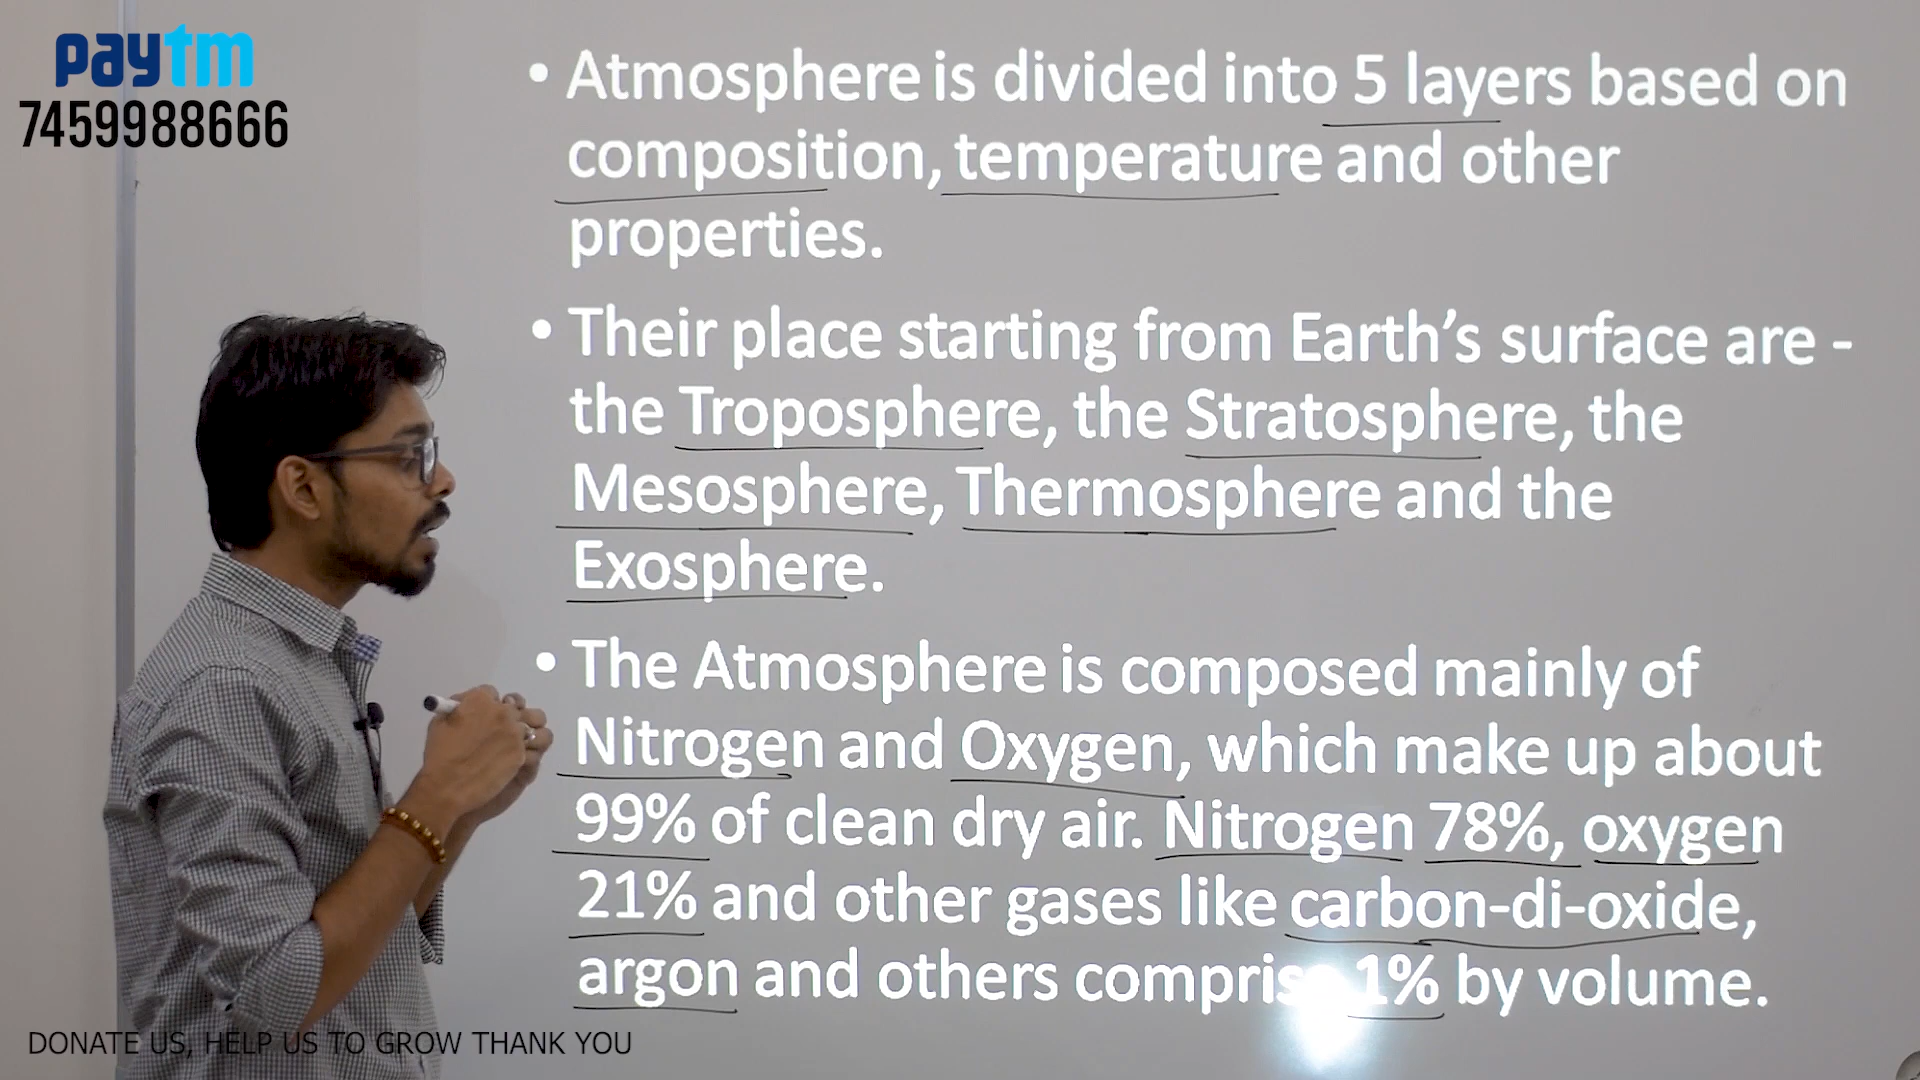 paytm
7459988666
• Atmosphere is divided into 5 layers based on
composition, temperature and other
properties.
• Their place starting from Earth's surface are -
the Troposphere, the Stratosphere, the
Mesosphere, Thermosphere and the
Exosphere.
• The Atmosphere is composed mainly of
Nitrogen and Oxygen, which make up about
99% of clean dry air. Nitrogen 78%, oxygen
21% and other gases like carbon-di-oxide,
argon and others comprise 1% by volume.
DONATE US, HELP US TO GROW THANK YOU